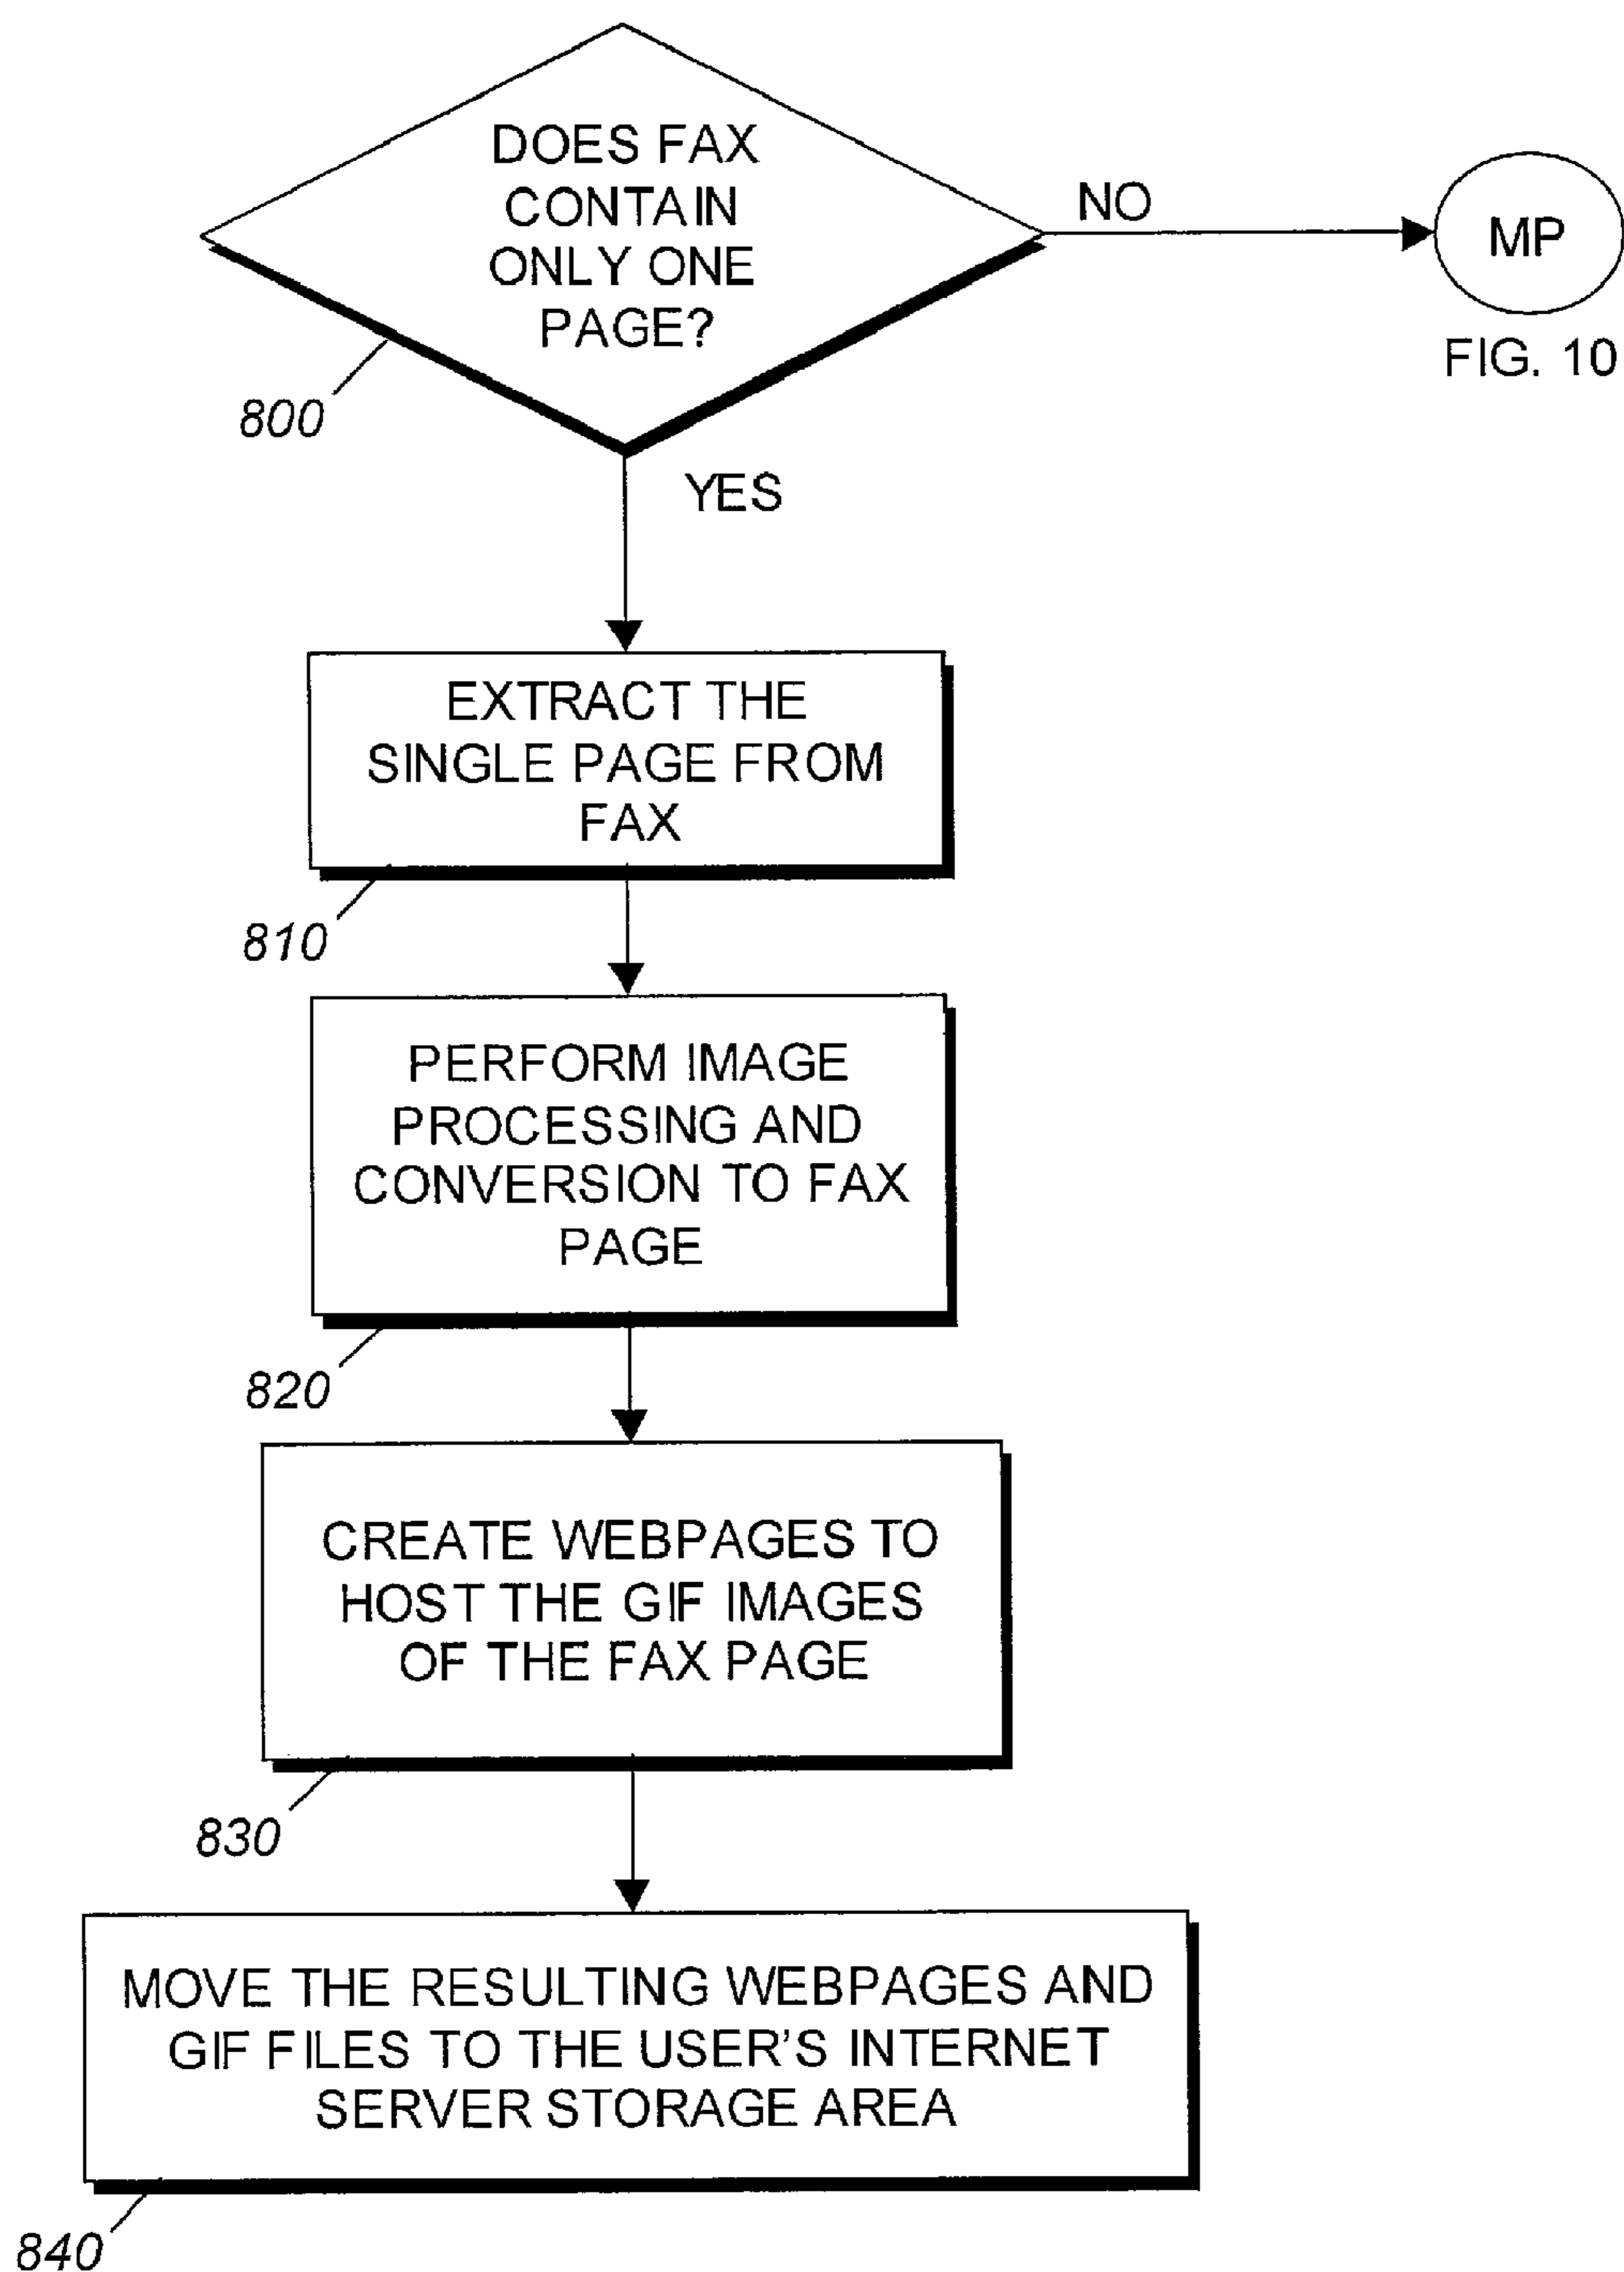 DOES FAX
CONTAIN
ONLY ONE
PAGE?
NO
MP
FIG. 10
800
YES
EXTRACT THE
SINGLE PAGE FROM
FAX
810
PERFORM IMAGE
PROCESSING AND
CONVERSION TO FAX
PAGE
820
CREATE WEBPAGES TO
HOST THE GIF IMAGES
OF THE FAX PAGE
830
MOVE THE RESULTING WEBPAGES AND
GIF FILES TO THE USER'S INTERNET
SERVER STORAGE AREA
840